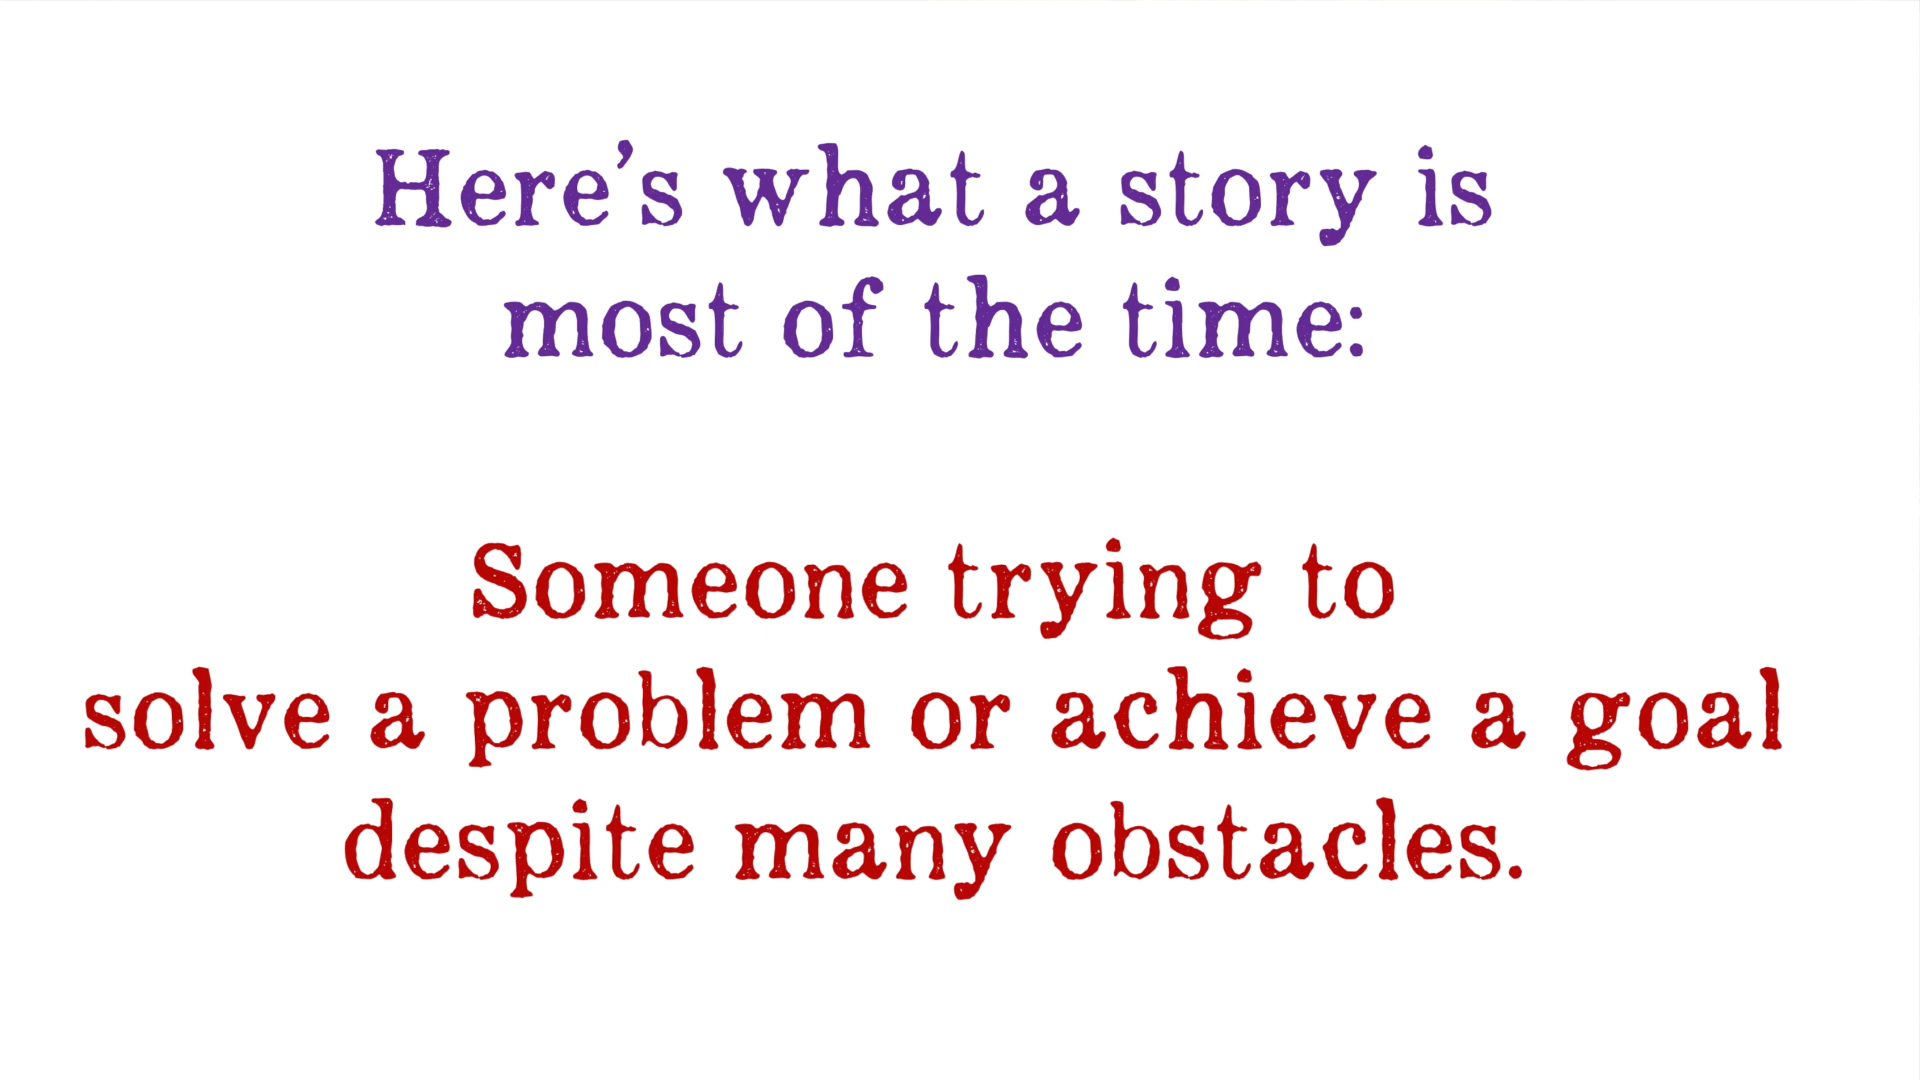 Here’s what a story is
most of the time:
Someone trying to
solve a problem or achieve a goal
despite many obstacles.